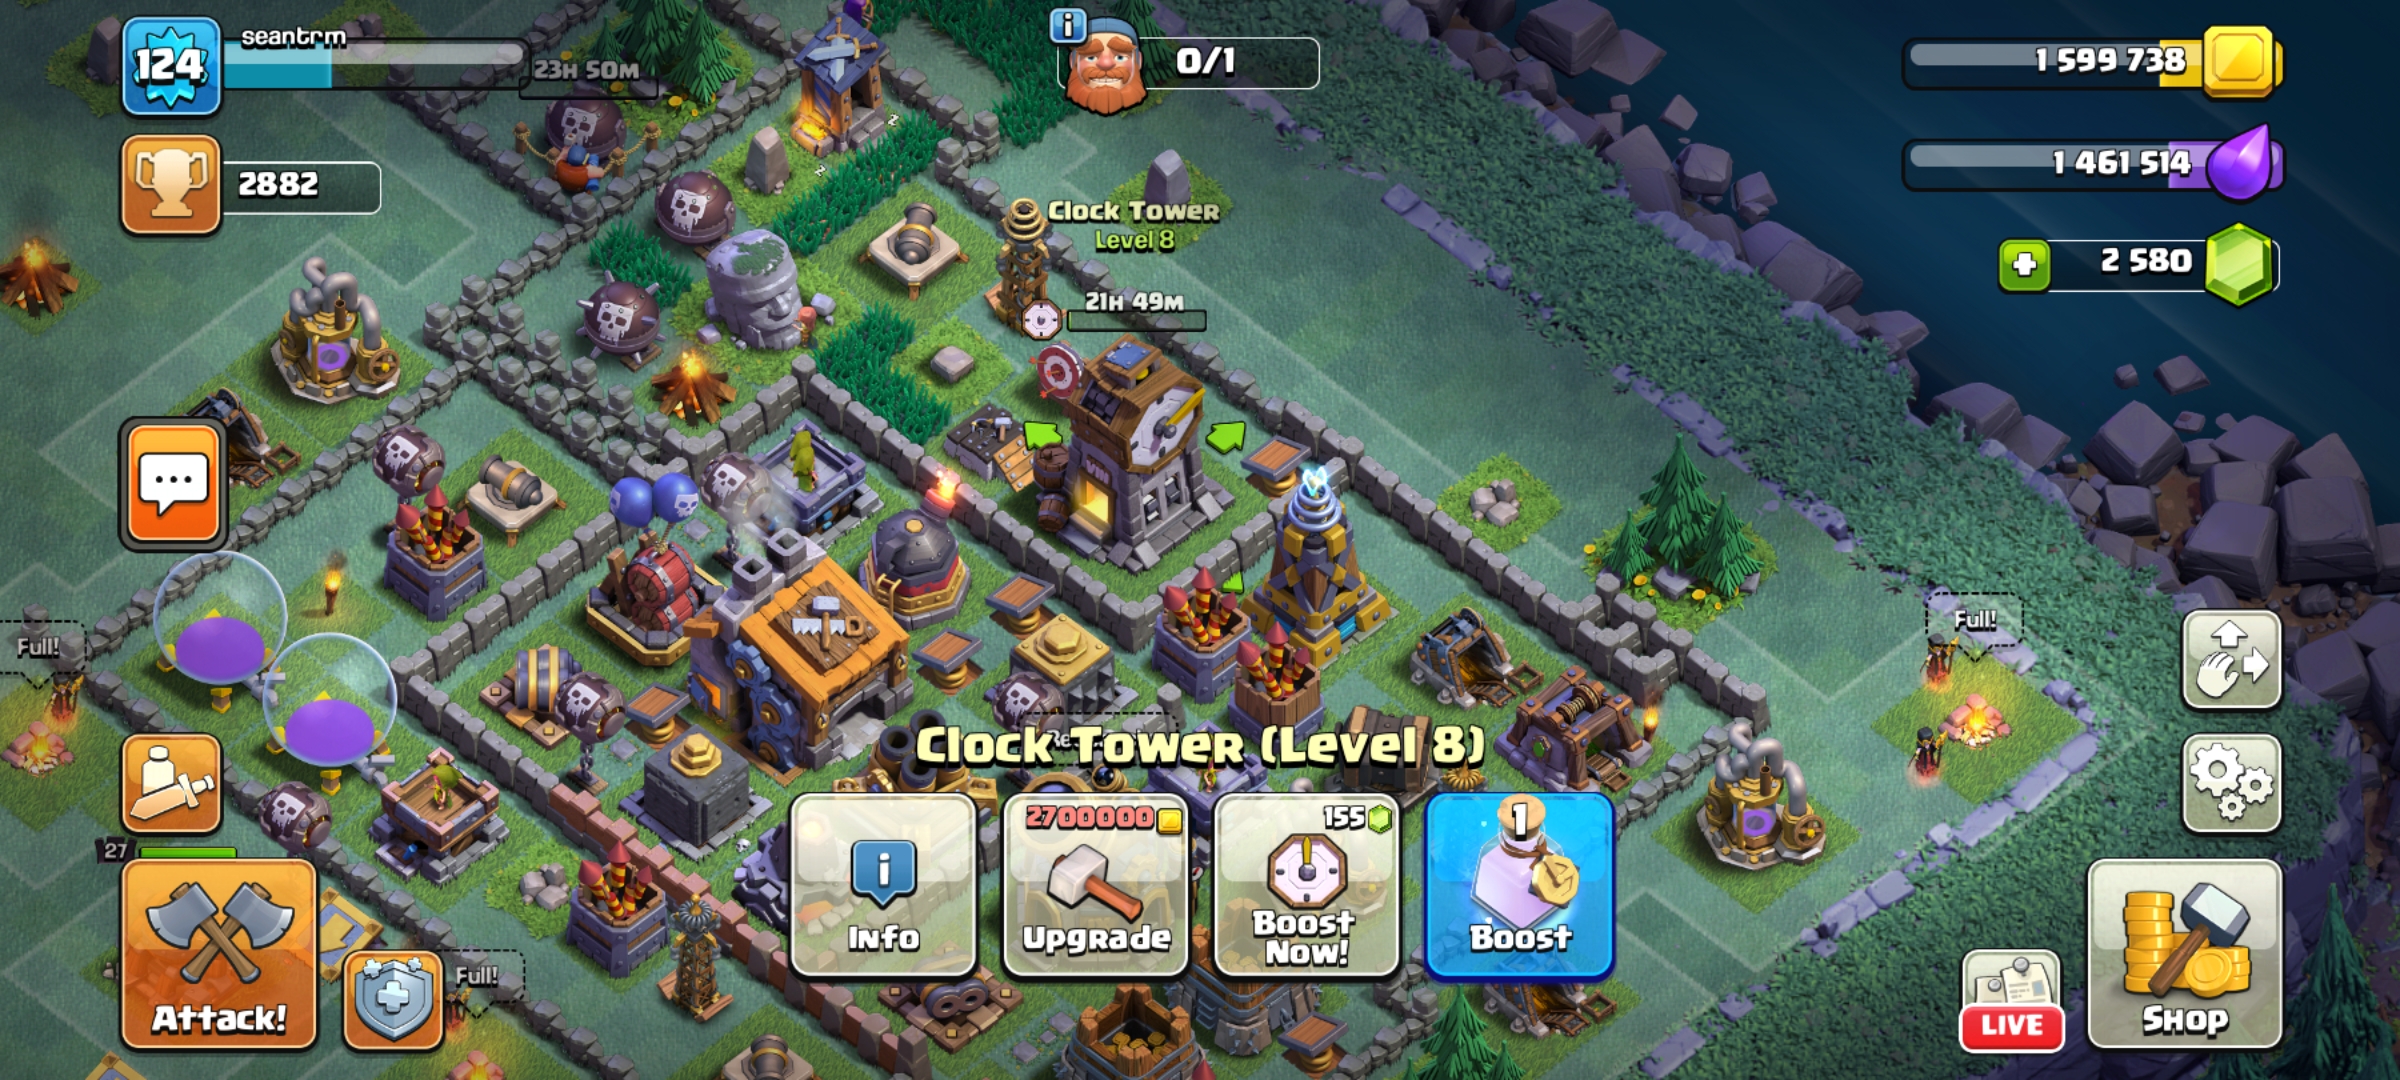 124
seantrm
23H 50M
0/1
1 599 738
2882
1 461 514
2 580
Clock Tower
Level 8
21H 49M
Full!
Full!
Clock Tower (Level 8)
27
2700000
155
1
Info
Upgrade
Boost
Now!
Boost
Full!
Attack!
LIVE
Shop